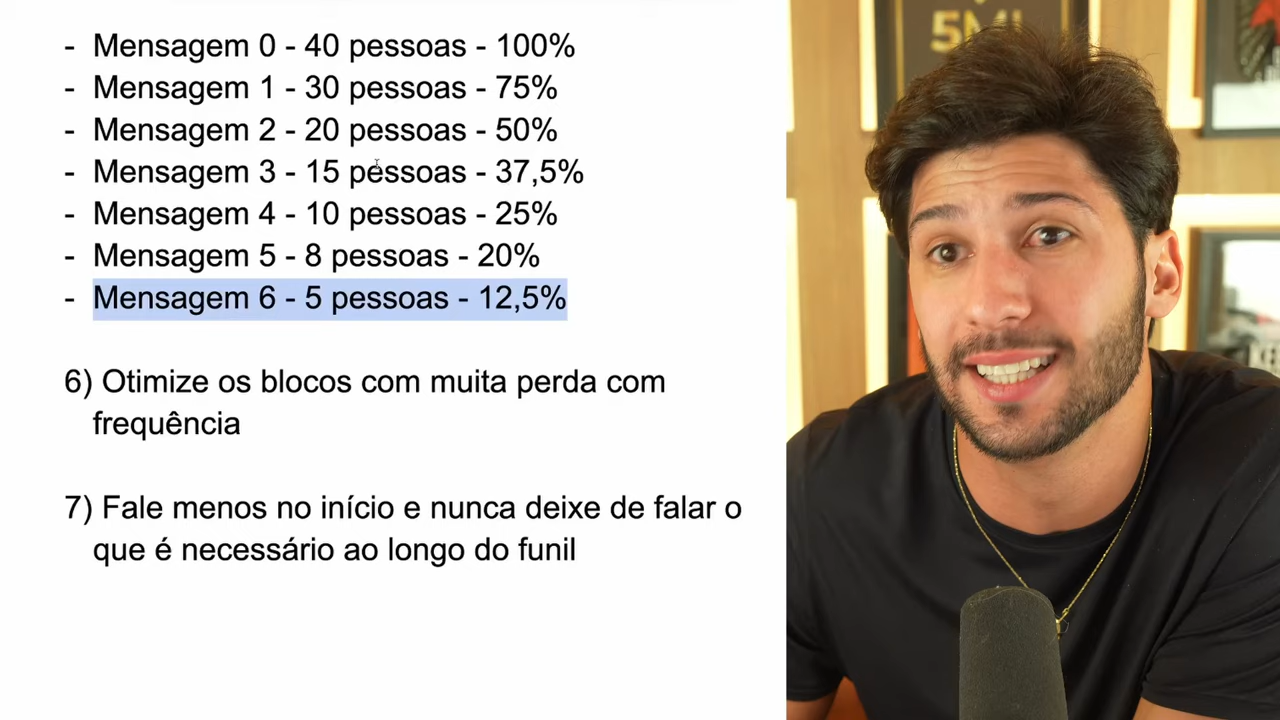 - Mensagem 0 - 40 pessoas - 100%
- Mensagem 1 - 30 pessoas - 75%
- Mensagem 2 - 20 pessoas - 50%
- Mensagem 3 - 15 pessoas - 37,5%
- Mensagem 4 - 10 pessoas - 25%
- Mensagem 5 - 8 pessoas - 20%
- Mensagem 6 - 5 pessoas - 12,5%
6) Otimize os blocos com muita perda com
frequência
7) Fale menos no início e nunca deixe de falar o
que é necessário ao longo do funil